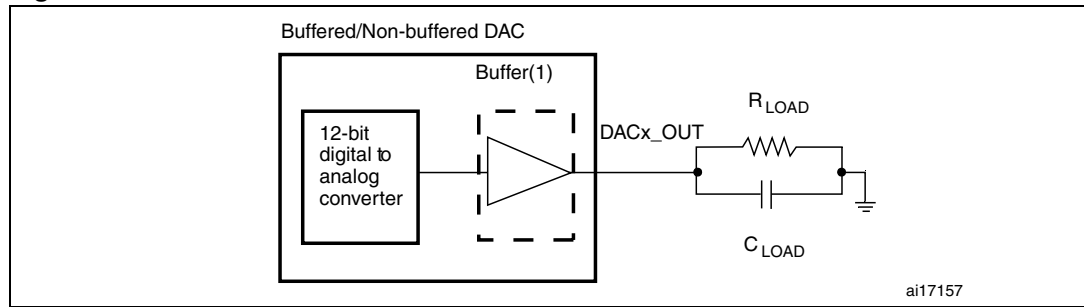 Buffered/Non-buffered DAC
Buffer(1)
12-bit
digital to
analog
converter
DACx_OUT
R LOAD
C LOAD
ai17157